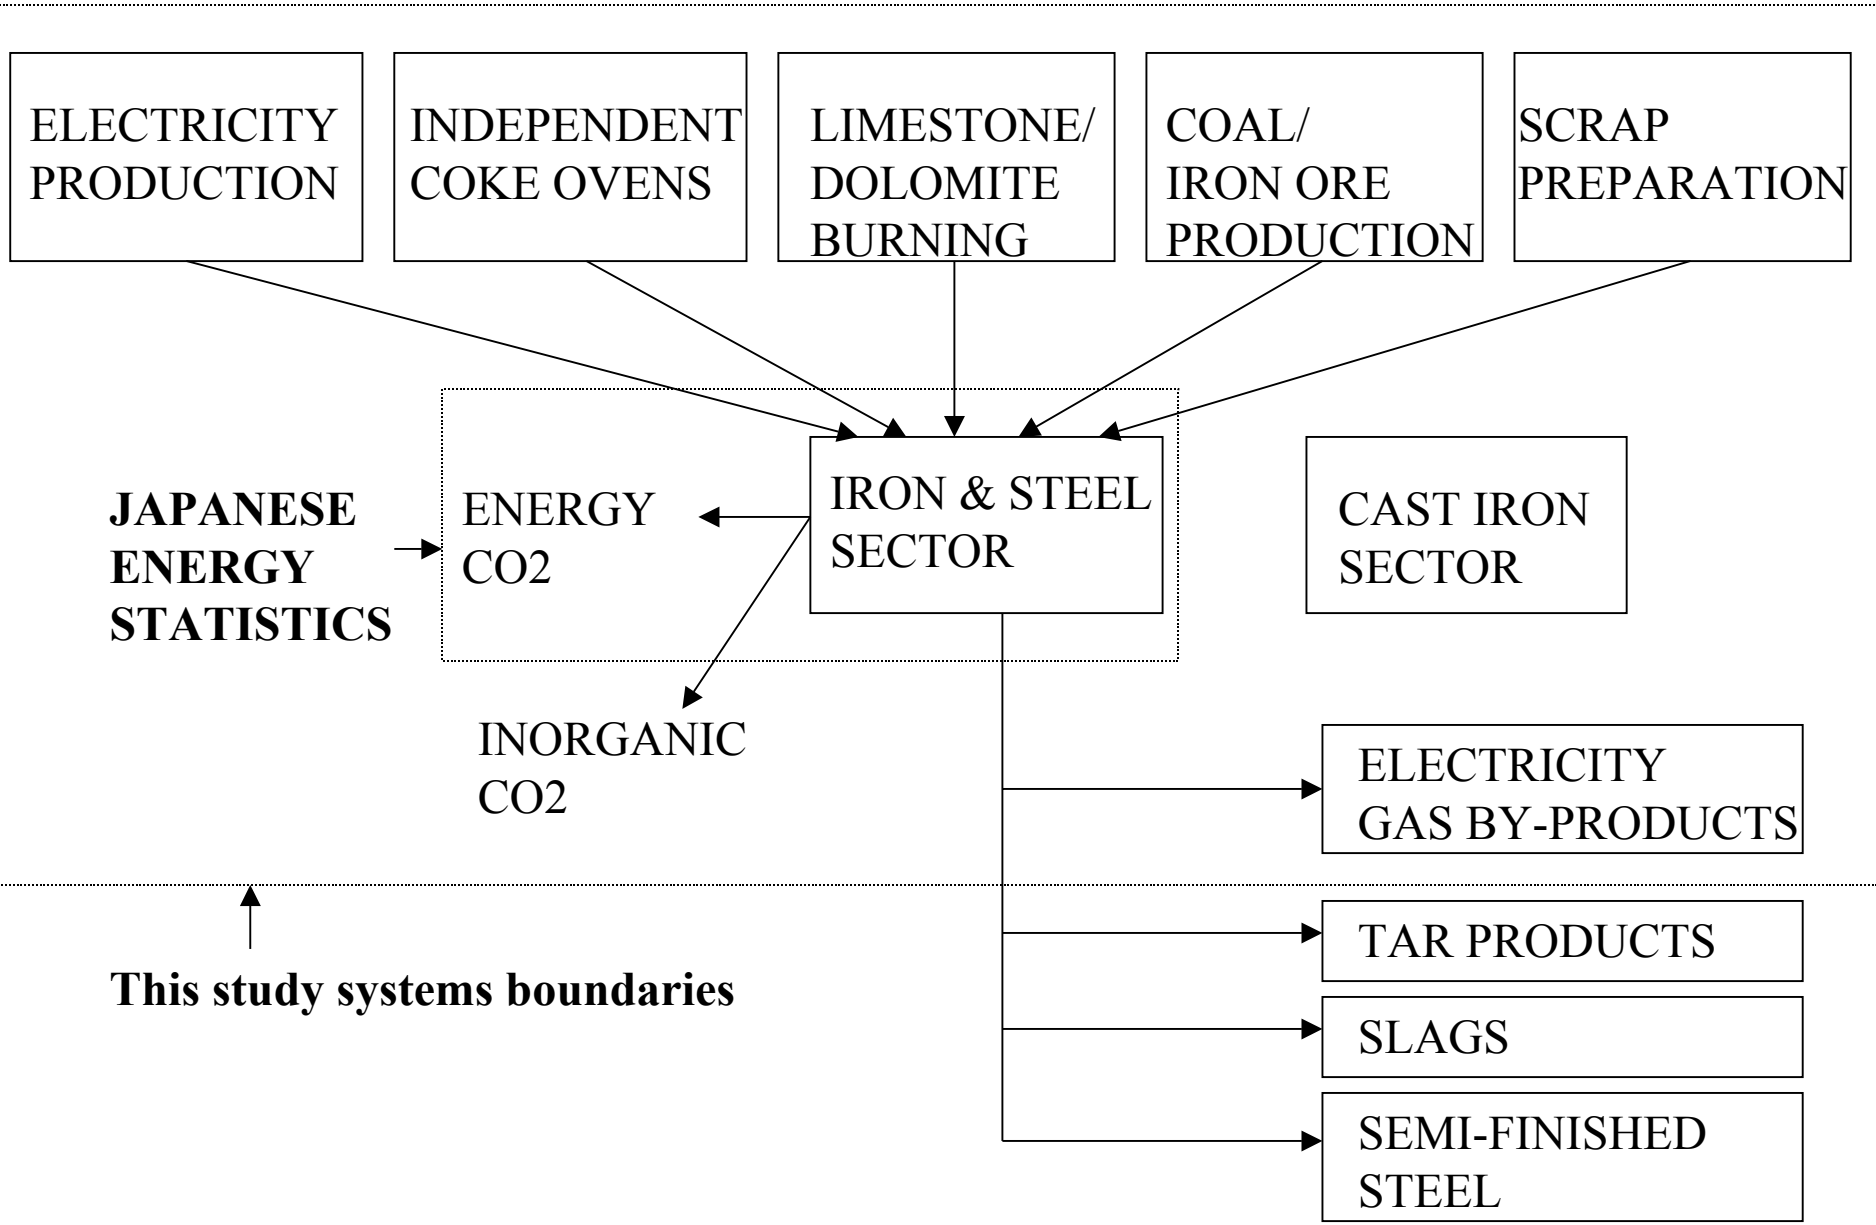 ELECTRICITY
PRODUCTION
INDEPENDENT
COKE OVENS
LIMESTONE/
DOLOMITE
BURNING
COAL/
IRON ORE
PRODUCTION
SCRAP
PREPARATION
JAPANESE
ENERGY
STATISTICS
ENERGY
CO2
IRON & STEEL
SECTOR
CAST IRON
SECTOR
INORGANIC
CO2
ELECTRICITY
GAS BY-PRODUCTS
This study systems boundaries
TAR PRODUCTS
SLAGS
SEMI-FINISHED
STEEL